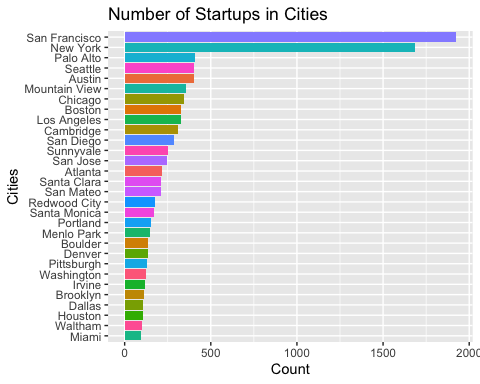 Number of Startups in Cities
San Francisco
New York
Palo Alto
Seattle
Austin
Mountain View
Chicago
Boston
Los Angeles
Cambridge
San Diego
Sunnyvale
San Jose
Atlanta
Santa Clara
San Mateo
Redwood City
Santa Monica
Portland
Menlo Park
Boulder
Denver
Pittsburgh
Washington
Irvine
Brooklyn
Dallas
Houston
Waltham
Miami
Cities
0 500 1000 1500 2000
Count